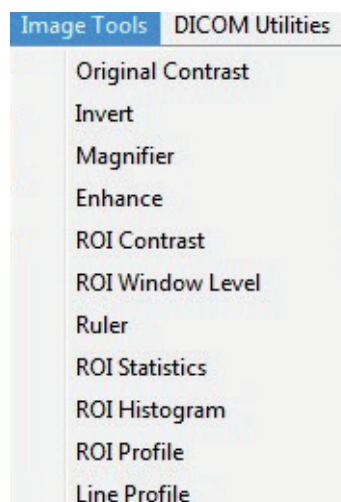 Image Tools DICOM Utilities
Original Contrast
Invert
Magnifier
Enhance
ROI Contrast
ROI Window Level
Ruler
ROI Statistics
ROI Histogram
ROI Profile
Line Profile